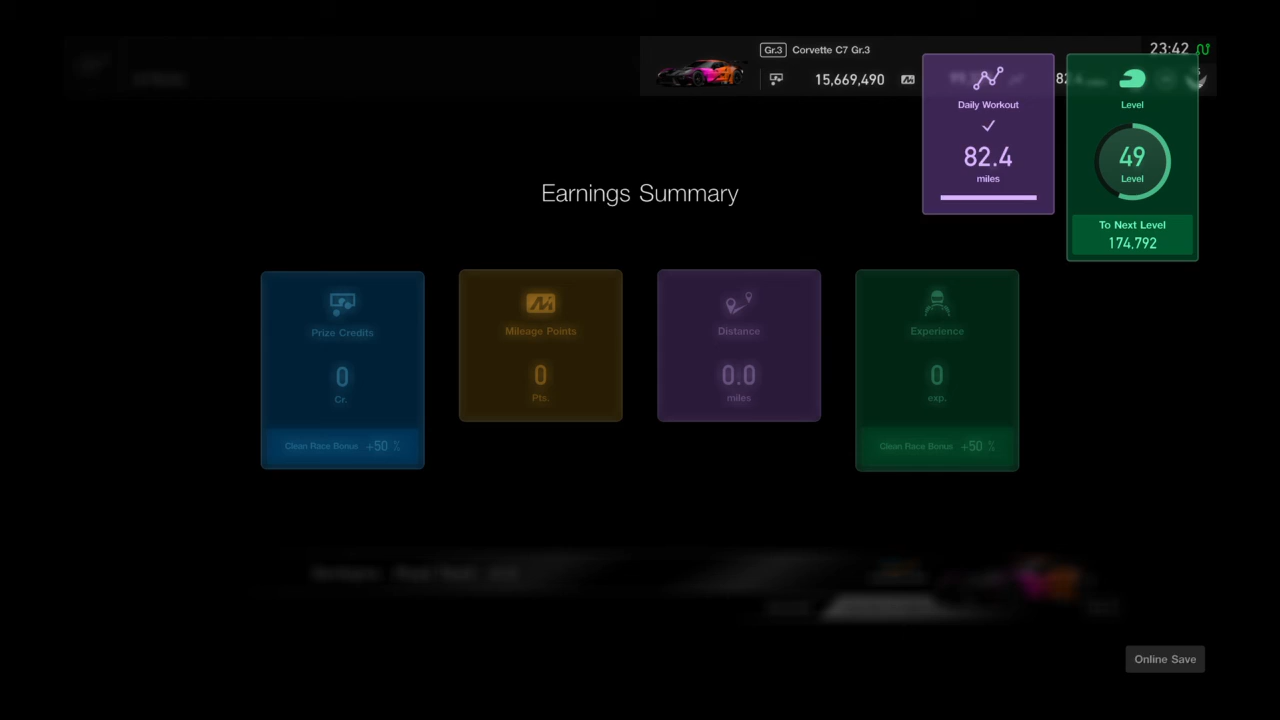 Gr.3 Corvette C7 Gr.3
23:42
15,669,490
Daily Workout
82.4
miles
Level
49
Level
To Next Level
174,792
Earnings Summary
Prize Credits
0
Cr.
Clean Race Bonus +50 %
Mileage Points
0
Pts.
Distance
0.0
miles
Experience
0
exp.
Clean Race Bonus +50 %
Online Save